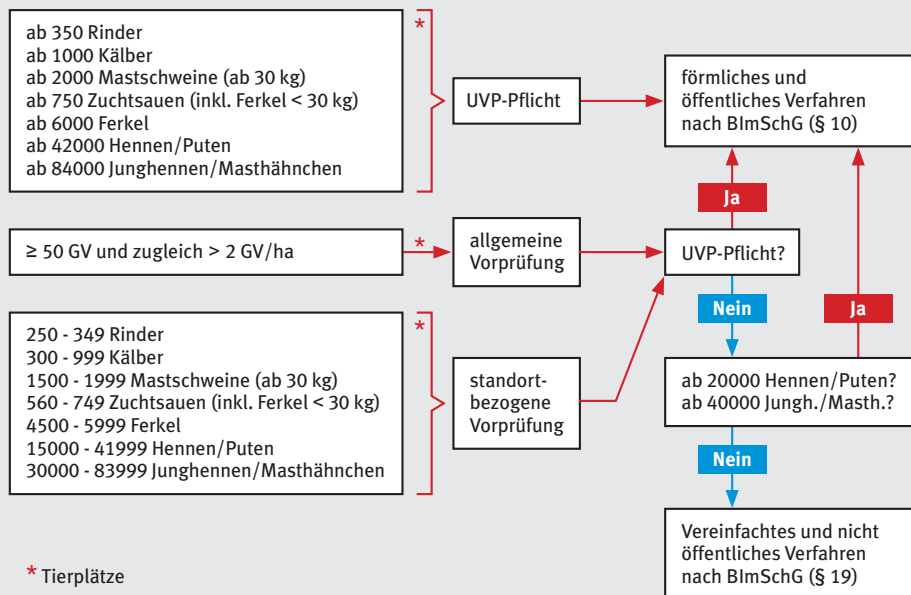 ab 350 Rinder
ab 1000 Kälber
ab 2000 Mastschweine (ab 30 kg)
ab 750 Zuchtsauen (inkl. Ferkel < 30 kg)
ab 6000 Ferkel
ab 42000 Hennen/Puten
ab 84000 Junghennen/Masthähnchen
*
UVP-Pflicht
förmliches und
öffentliches Verfahren
nach BImSchG (§ 10)
Ja
≥ 50 GV und zugleich > 2 GV/ha
*
allgemeine
Vorprüfung
UVP-Pflicht?
Nein
Ja
250 - 349 Rinder
300 - 999 Kälber
1500 - 1999 Mastschweine (ab 30 kg)
560 - 749 Zuchtsauen (inkl. Ferkel < 30 kg)
4500 - 5999 Ferkel
15000 - 41999 Hennen/Puten
30000 - 83999 Junghennen/Masthähnchen
*
standort-
bezogene
Vorprüfung
ab 20000 Hennen/Puten?
ab 40000 Jungh./Masth.?
Nein
Vereinfachtes und nicht
öffentliches Verfahren
nach BImSchG (§ 19)
* Tierplätze